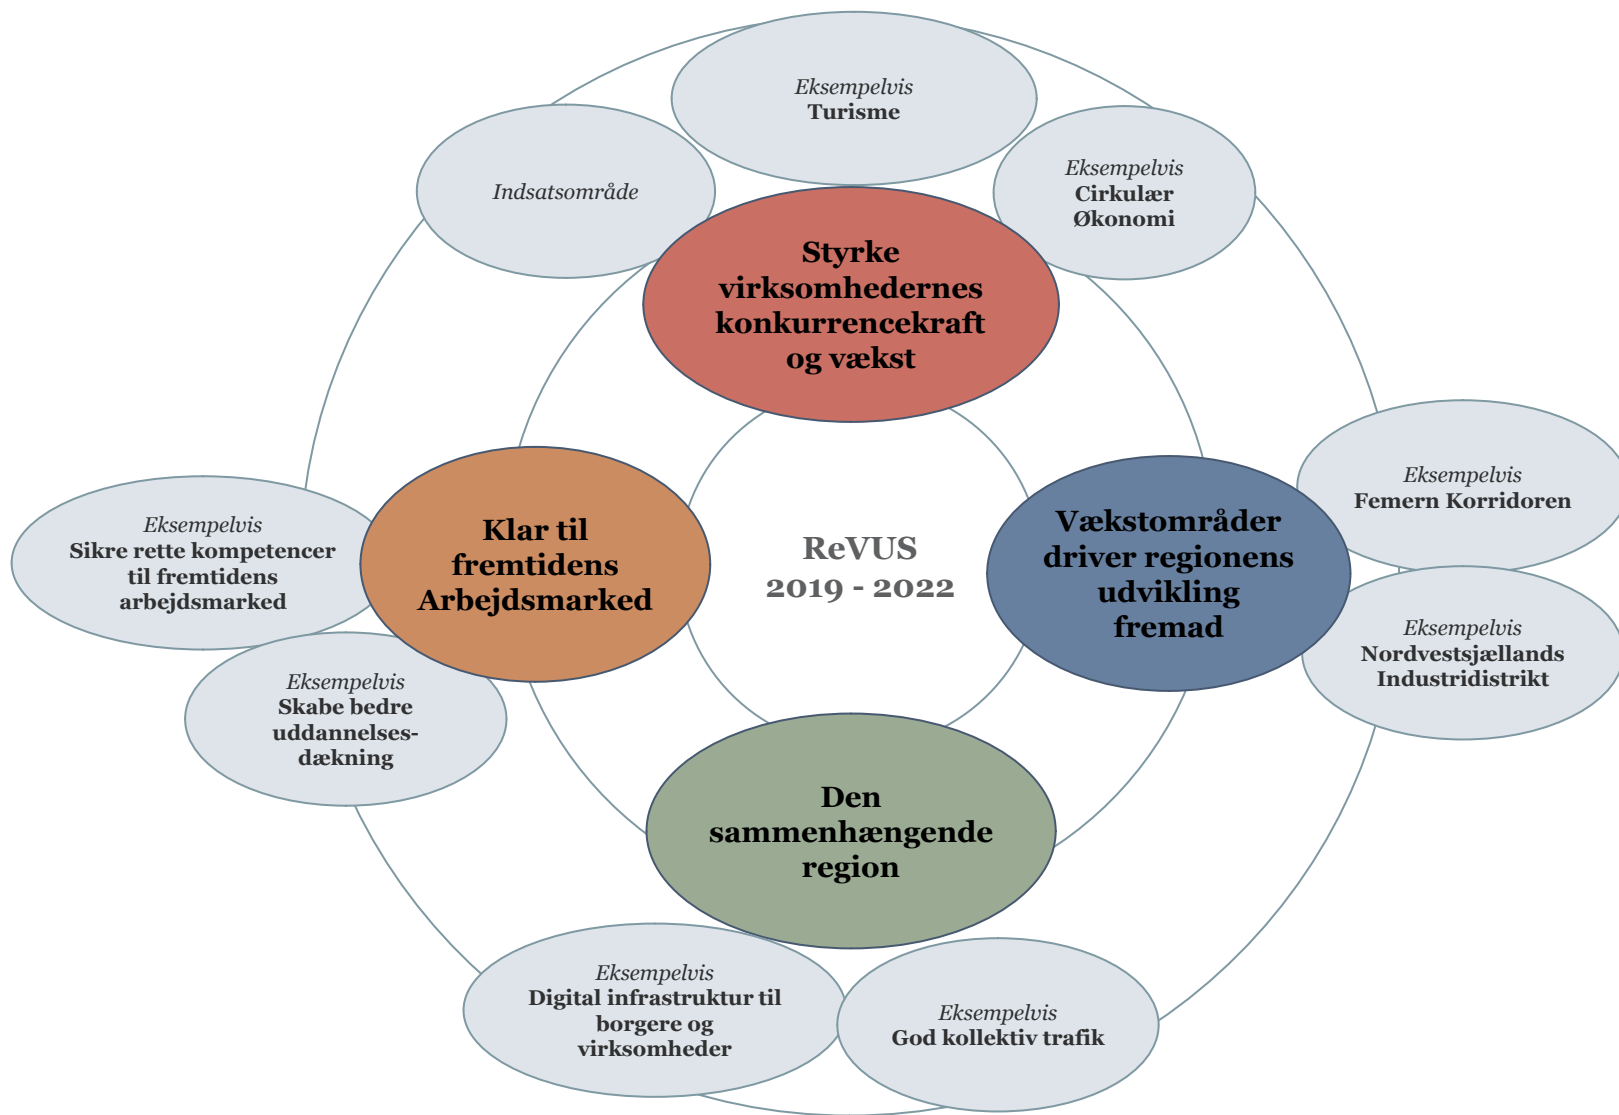 Eksempelvis
Turisme
Indsatsområde
Eksempelvis
Cirkulær
Økonomi
Styrke
virksomhedernes
konkurrencekraft
og vækst
Eksempelvis
Femern Korridoren
Eksempelvis
Sikre rette kompetencer
til fremtidens
arbejdsmarked
Klar til
fremtidens
Arbejdsmarked
ReVUS
2019 - 2022
Vækstområder
driver regionens
udvikling
fremad
Eksempelvis
Nordvestsjællands
Industridistrikt
Eksempelvis
Skabe bedre
uddannelses-
dækning
Den
sammenhængende
region
Eksempelvis
Digital infrastruktur til
borgere og
virksomheder
Eksempelvis
God kollektiv trafik